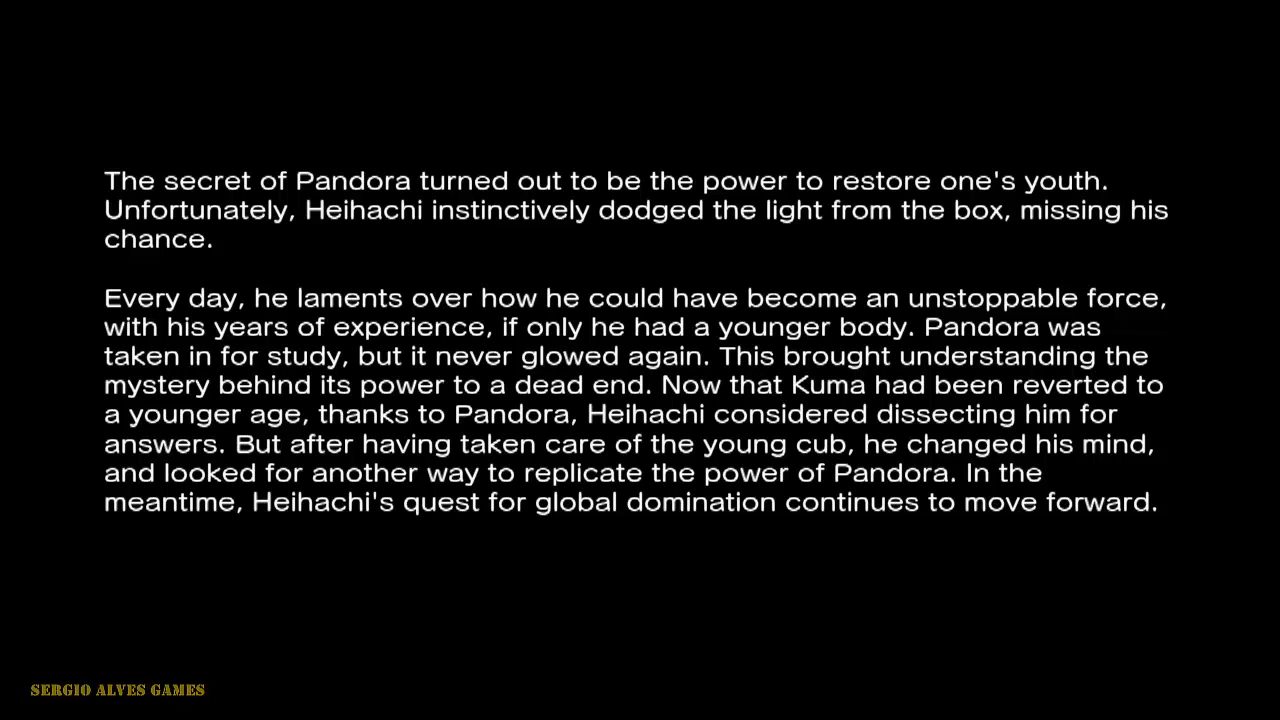 The secret of Pandora turned out to be the power to restore one's youth.
Unfortunately, Heihachi instinctively dodged the light from the box, missing his
chance.
Every day, he laments over how he could have become an unstoppable force,
with his years of experience, if only he had a younger body. Pandora was
taken in for study, but it never glowed again. This brought understanding the
mystery behind its power to a dead end. Now that Kuma had been reverted to
a younger age, thanks to Pandora, Heihachi considered dissecting him for
answers. But after having taken care of the young cub, he changed his mind,
and looked for another way to replicate the power of Pandora. In the
meantime, Heihachi's quest for global domination continues to move forward.
SERGIO ALVES GAMES